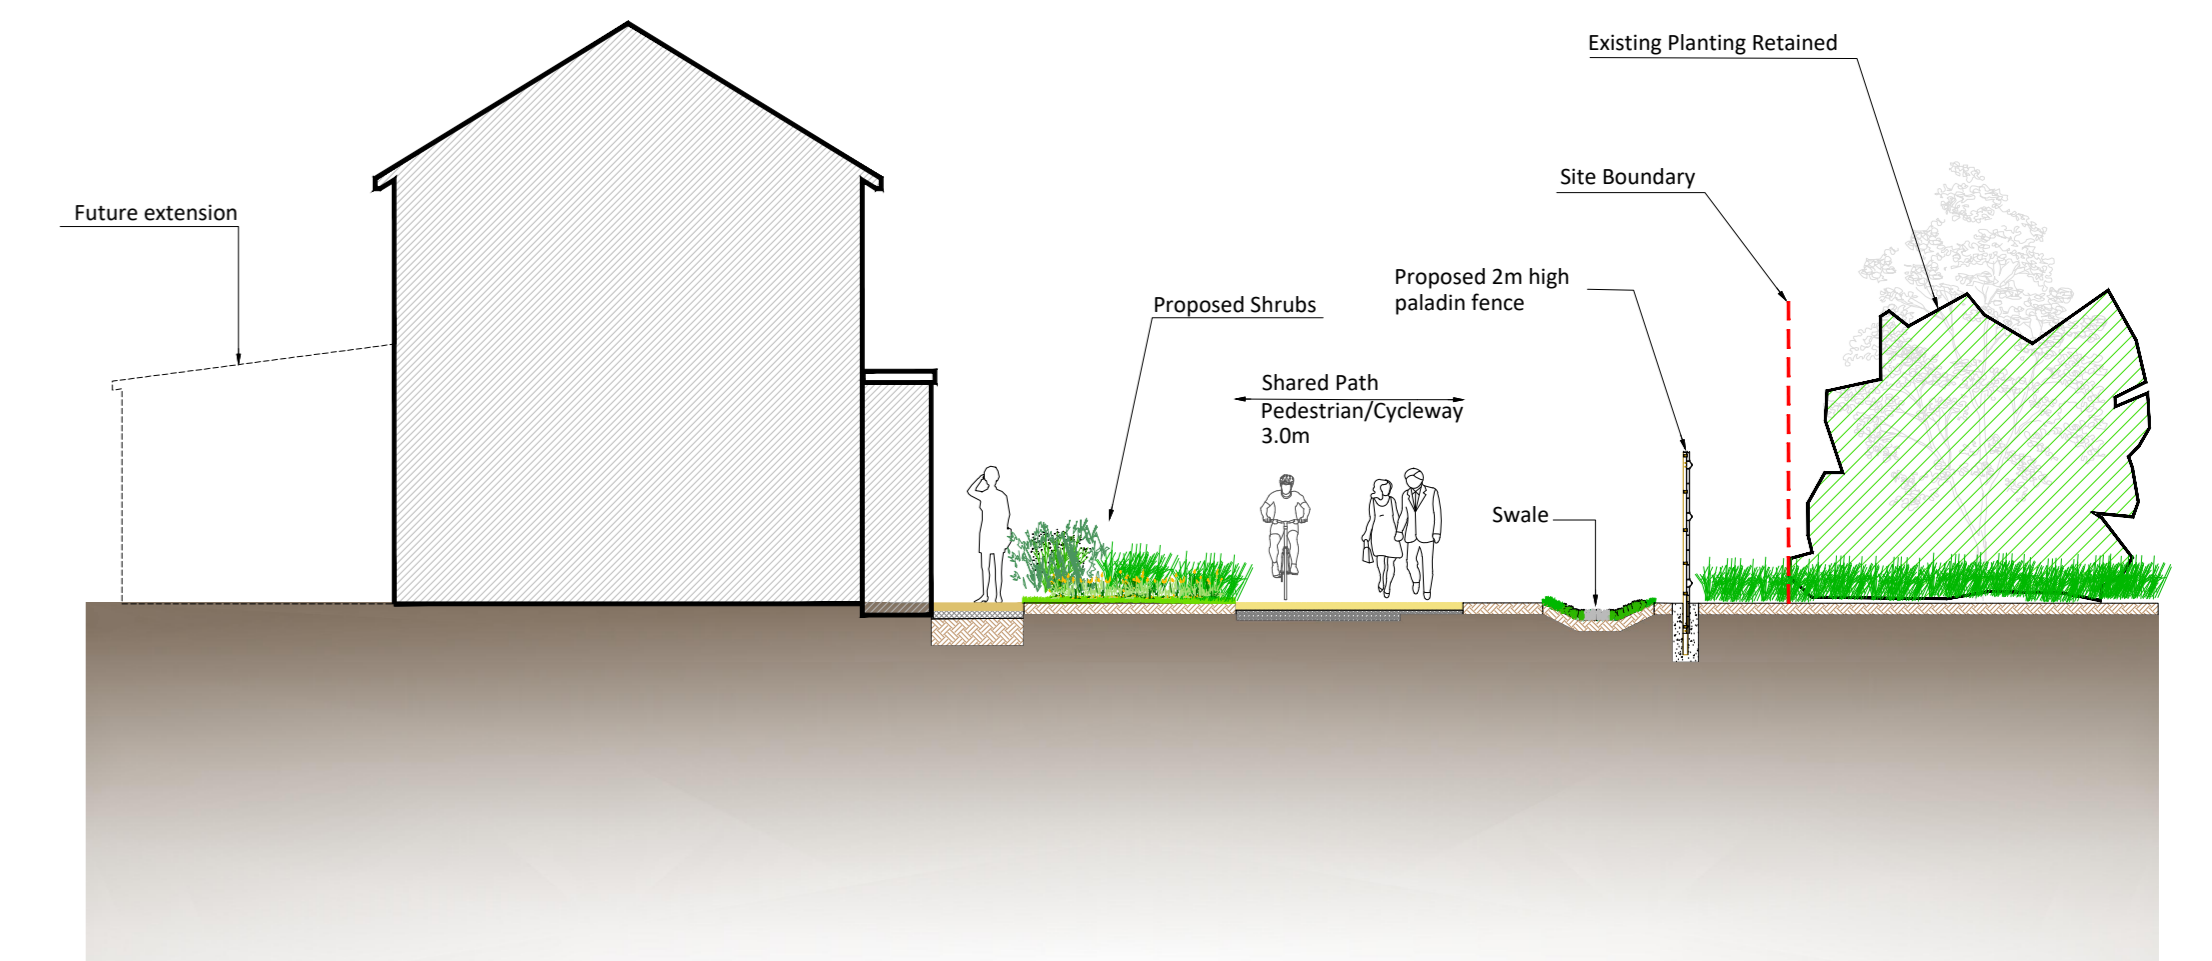 Existing Planting Retained
Site Boundary
Future extension
Proposed 2m high
paladin fence
Proposed Shrubs
Shared Path
Pedestrian/Cycleway
3.0m
Swale